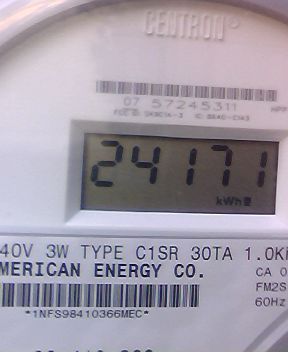 CENTRON®
07 57245311
24171
kWh
40V 3W TYPE C1SR 30TA 1.0K
MERICAN ENERGY CO.
CA 0
FM2S
60Hz
*1NFS98410366MEC*